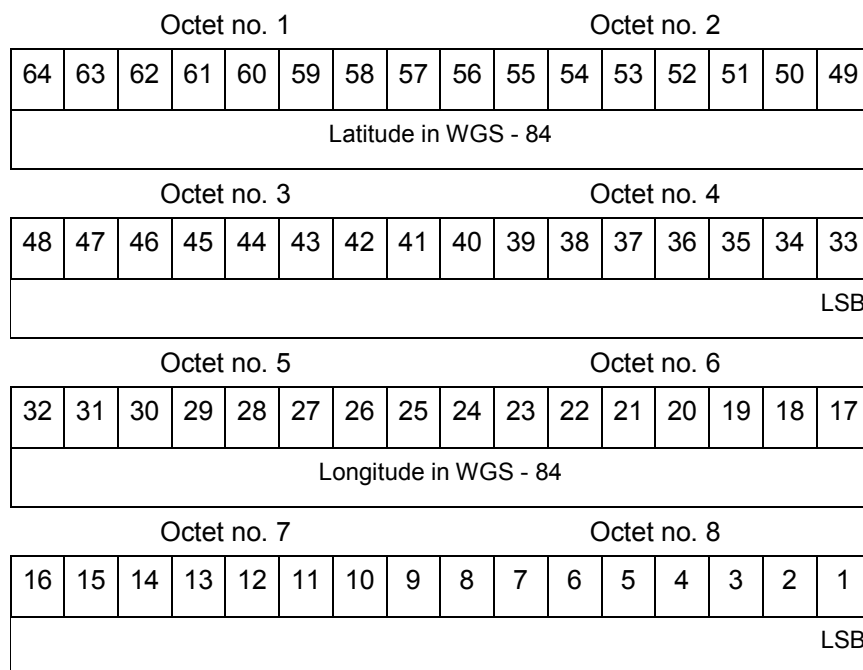 Octet no. 1 Octet no. 2
64 63 62 61 60 59 58 57 56 55 54 53 52 51 50 49
Latitude in WGS - 84
Octet no. 3 Octet no. 4
48 47 46 45 44 43 42 41 40 39 38 37 36 35 34 33
LSB
Octet no. 5 Octet no. 6
32 31 30 29 28 27 26 25 24 23 22 21 20 19 18 17
Longitude in WGS - 84
Octet no. 7 Octet no. 8
16 15 14 13 12 11 10 9 8 7 6 5 4 3 2 1
LSB